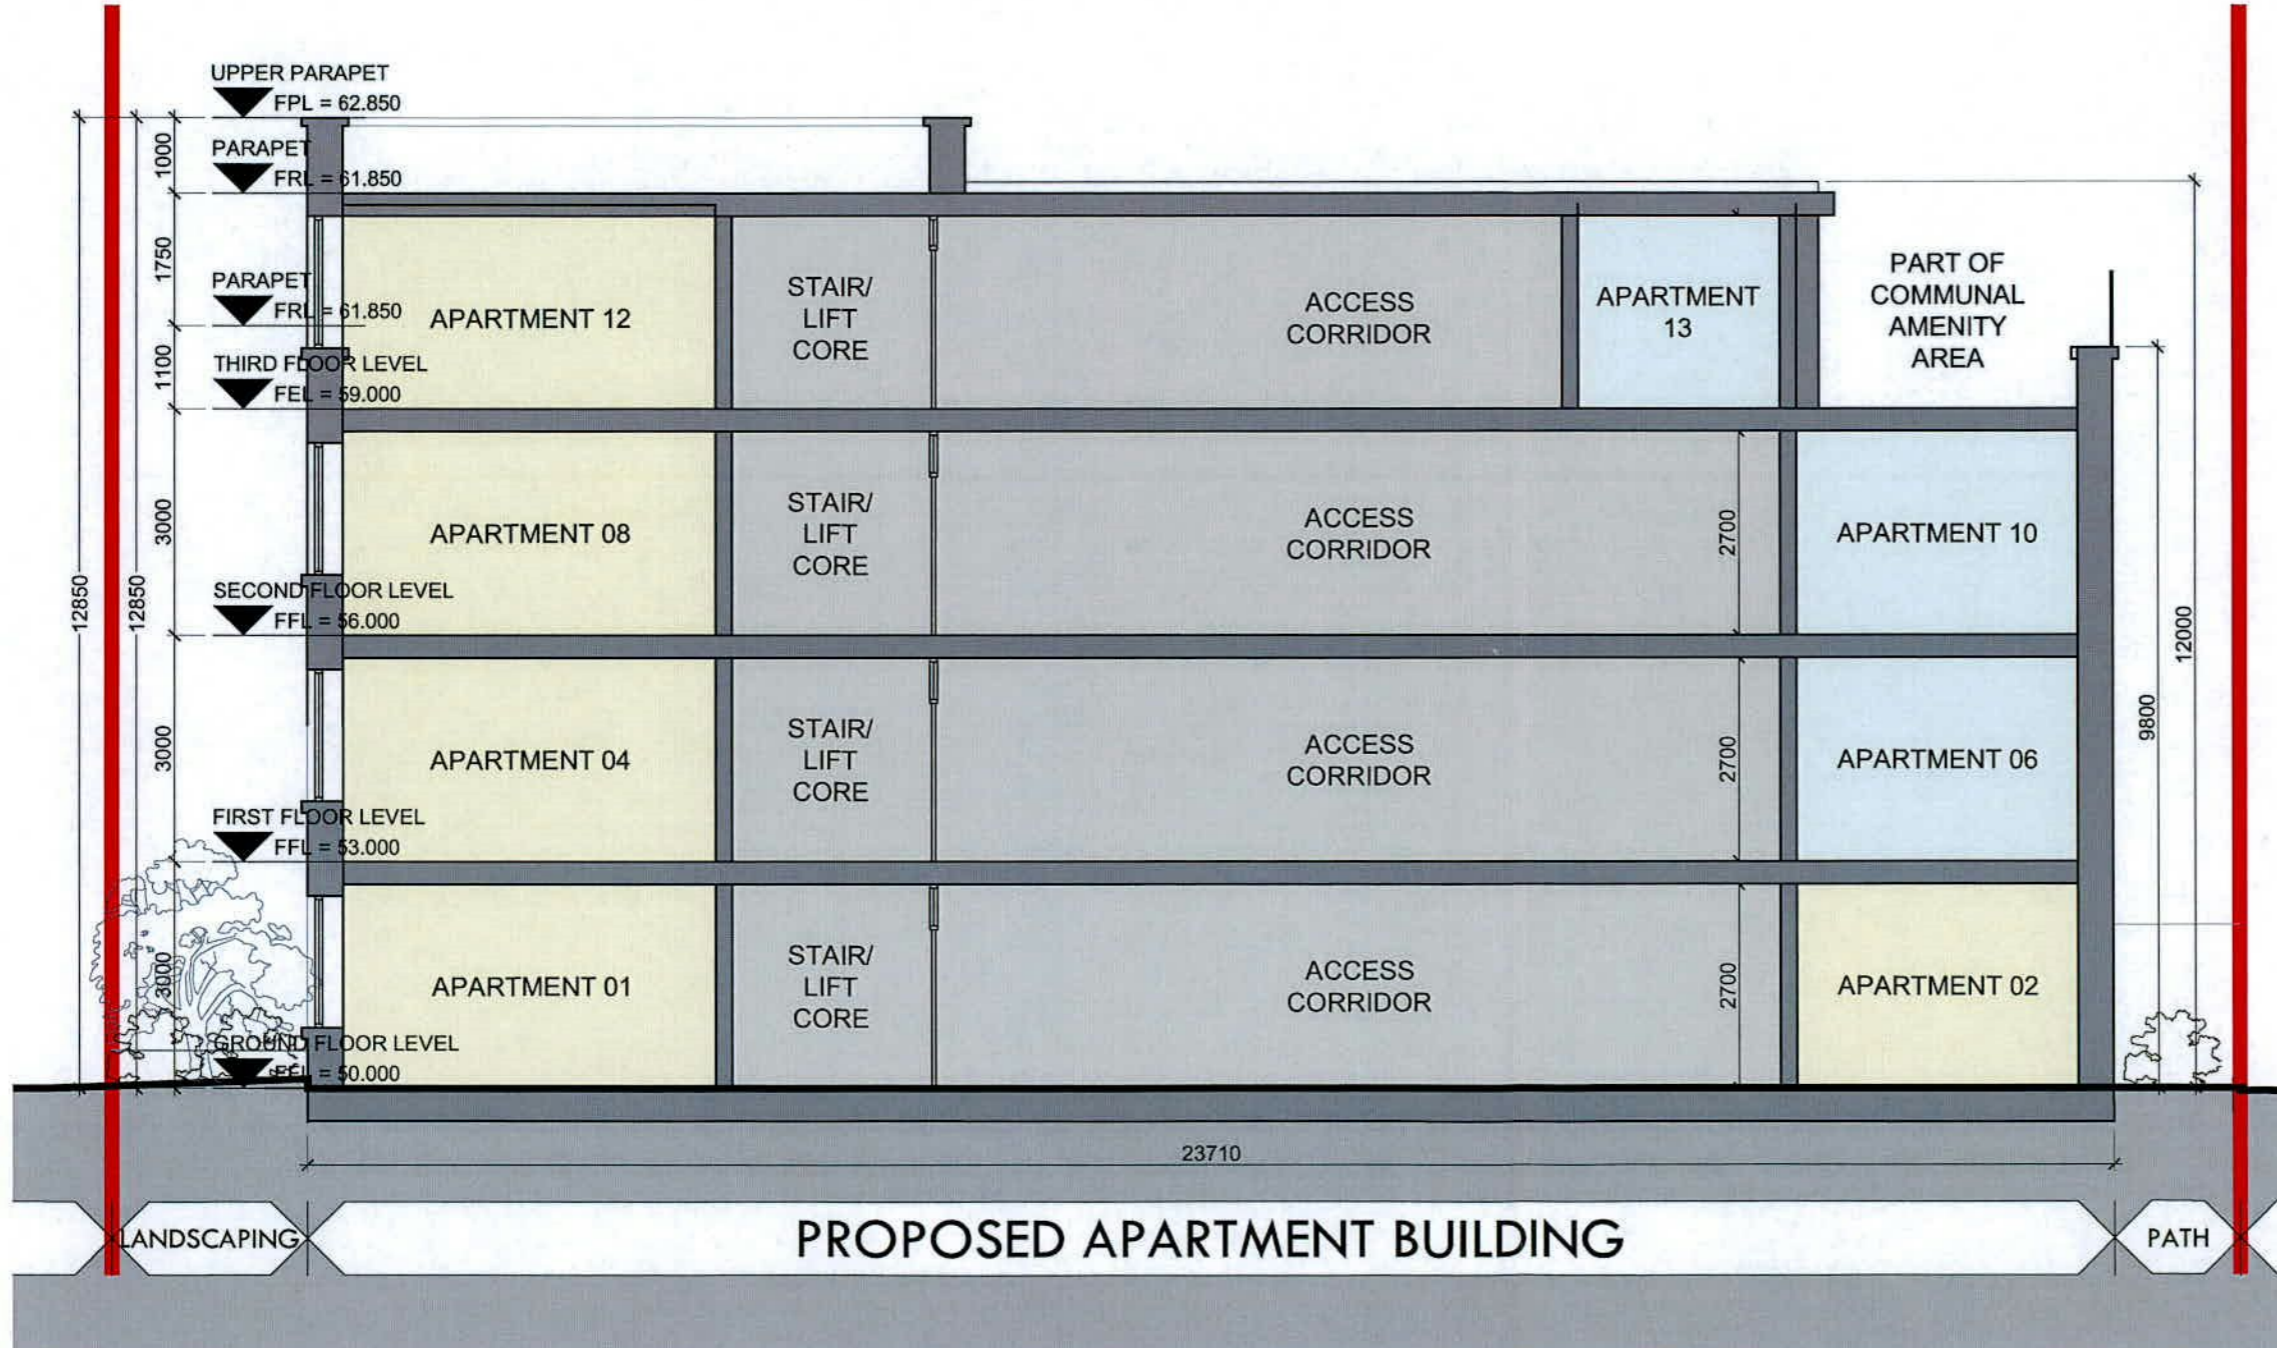 UPPER PARAPET
FPL = 62.850
PARAPET
FRL = 61.850
PARAPET
FRL = 61.850
THIRD FLOOR LEVEL
FEL = 59.000
SECOND FLOOR LEVEL
FFL = 56.000
FIRST FLOOR LEVEL
FFL = 53.000
GROUND FLOOR LEVEL
FFL = 50.000
12850
12850
1000
1750
1100
3000
3000
3000
APARTMENT 12
STAIR/
LIFT
CORE
ACCESS
CORRIDOR
APARTMENT
13
PART OF
COMMUNAL
AMENITY
AREA
APARTMENT 08
STAIR/
LIFT
CORE
ACCESS
CORRIDOR
2700
APARTMENT 10
APARTMENT 04
STAIR/
LIFT
CORE
ACCESS
CORRIDOR
2700
APARTMENT 06
APARTMENT 01
STAIR/
LIFT
CORE
ACCESS
CORRIDOR
2700
APARTMENT 02
9800
12000
23710
LANDSCAPING
PROPOSED APARTMENT BUILDING
PATH